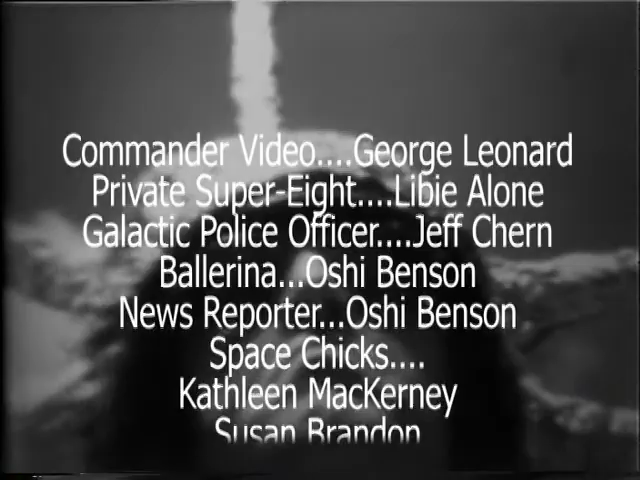 Commander Video....George Leonard
Private Super-Eight....Libie Alone
Galactic Police Officer....Jeff Chern
Ballerina...Oshi Benson
News Reporter...Oshi Benson
Space Chicks....
Kathleen MacKerney
Susan Brandon